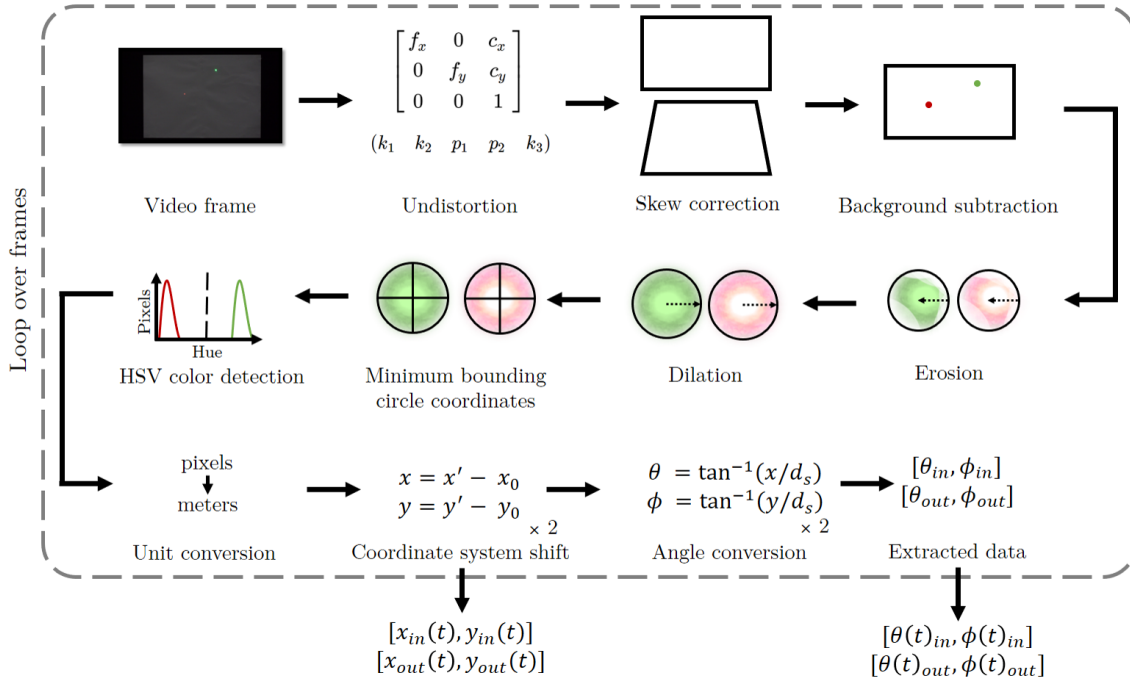 Loop over frames
f_x 0 c_x
0 f_y c_y
0 0 1
(k_1 k_2 p_1 p_2 k_3)
Video frame
Undistortion
Skew correction
Background subtraction
Pixels
Hue
HSV color detection
Minimum bounding
circle coordinates
Dilation
Erosion
pixels
meters
Unit conversion
x = x′ − x_0
y = y′ − y_0
× 2
Coordinate system shift
θ = tan⁻¹(x/d_s)
ϕ = tan⁻¹(y/d_s)
× 2
Angle conversion
[θ_in, ϕ_in]
[θ_out, ϕ_out]
Extracted data
[x_in(t), y_in(t)]
[x_out(t), y_out(t)]
[θ(t)_in, ϕ(t)_in]
[θ(t)_out, ϕ(t)_out]